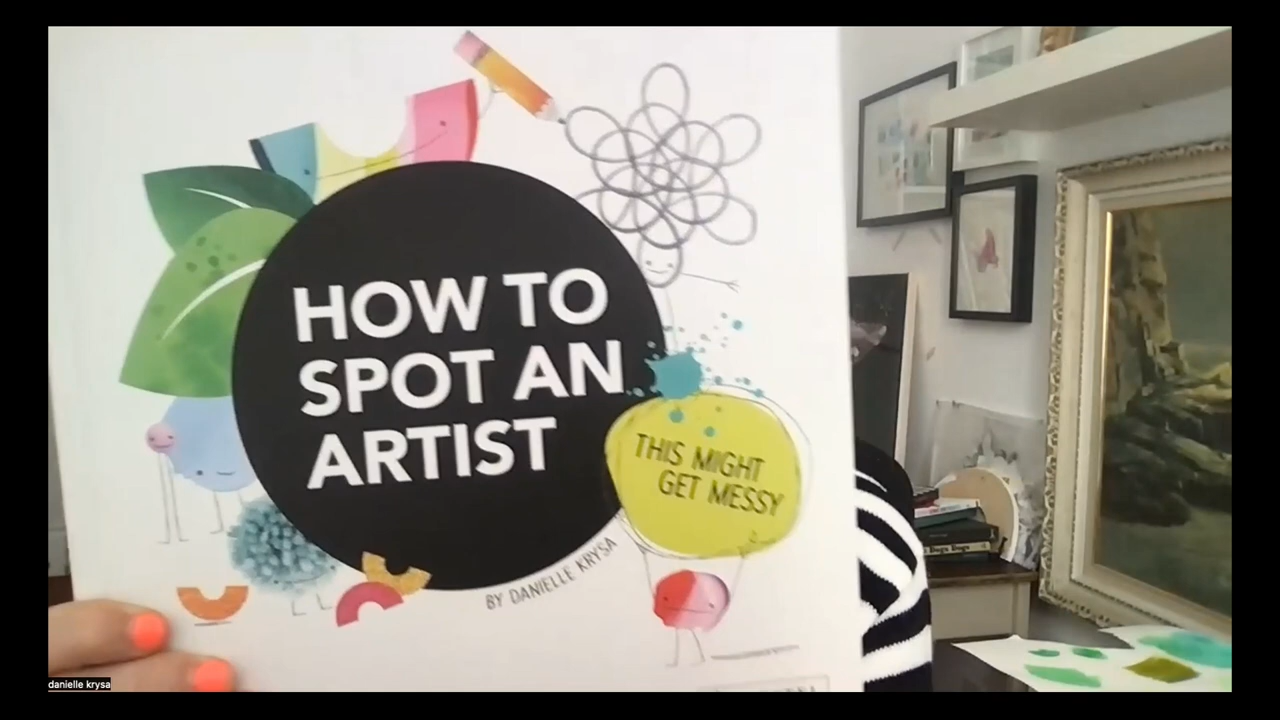 HOW TO
SPOT AN
ARTIST
THIS MIGHT
GET MESSY
BY DANIELLE KRYSA
danielle krysa